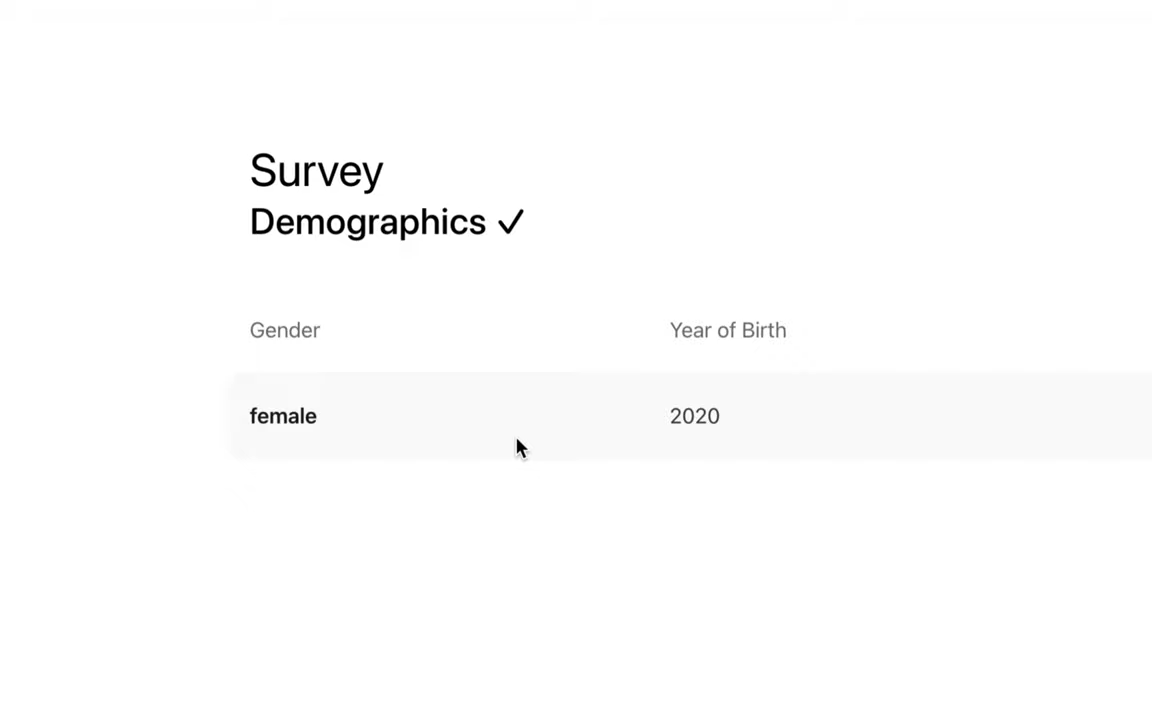 Survey
Demographics ✓
Gender Year of Birth
female 2020